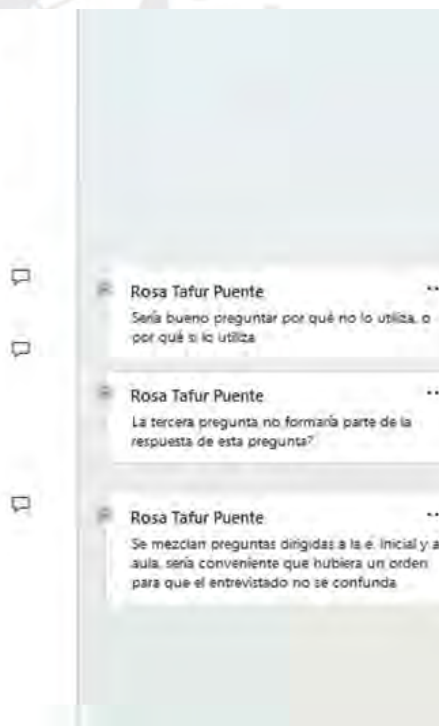 Rosa Tafur Puente
Sería bueno preguntar por qué no lo utiliza, o
por qué si lo utiliza
Rosa Tafur Puente
La tercera pregunta no formaría parte de la
respuesta de esta pregunta?
Rosa Tafur Puente
Se mezclan preguntas dirigidas a la e. Inicial y a
aula, sería conveniente que hubiera un orden
para que el entrevistado no se confunda